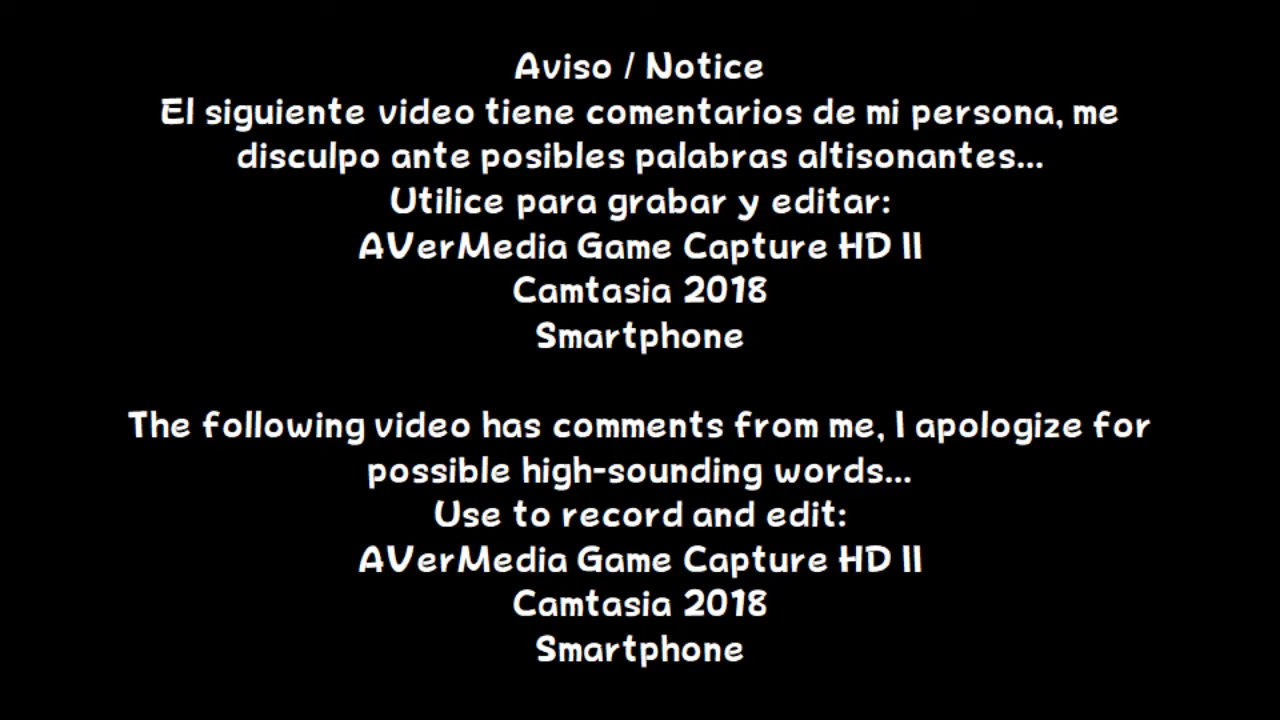 Aviso / Notice
El siguiente video tiene comentarios de mi persona, me
disculpo ante posibles palabras altisonantes...
Utilice para grabar y editar:
AVerMedia Game Capture HD II
Camtasia 2018
Smartphone
The following video has comments from me, I apologize for
possible high-sounding words...
Use to record and edit:
AVerMedia Game Capture HD II
Camtasia 2018
Smartphone